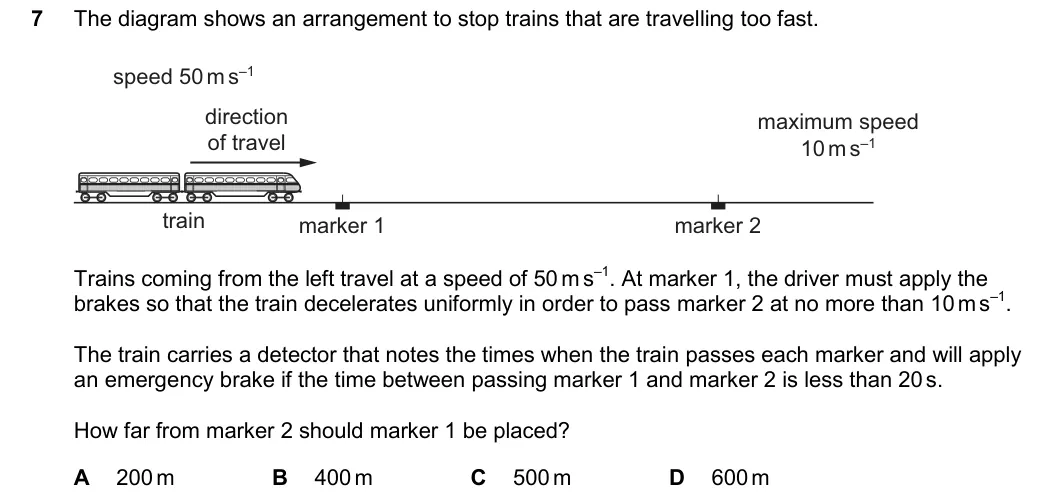 7 The diagram shows an arrangement to stop trains that are travelling too fast.
speed 50 m s⁻¹
direction
of travel
maximum speed
10 m s⁻¹
train
marker 1
marker 2
Trains coming from the left travel at a speed of 50 m s⁻¹. At marker 1, the driver must apply the
brakes so that the train decelerates uniformly in order to pass marker 2 at no more than 10 m s⁻¹.
The train carries a detector that notes the times when the train passes each marker and will apply
an emergency brake if the time between passing marker 1 and marker 2 is less than 20 s.
How far from marker 2 should marker 1 be placed?
A 200 m B 400 m C 500 m D 600 m